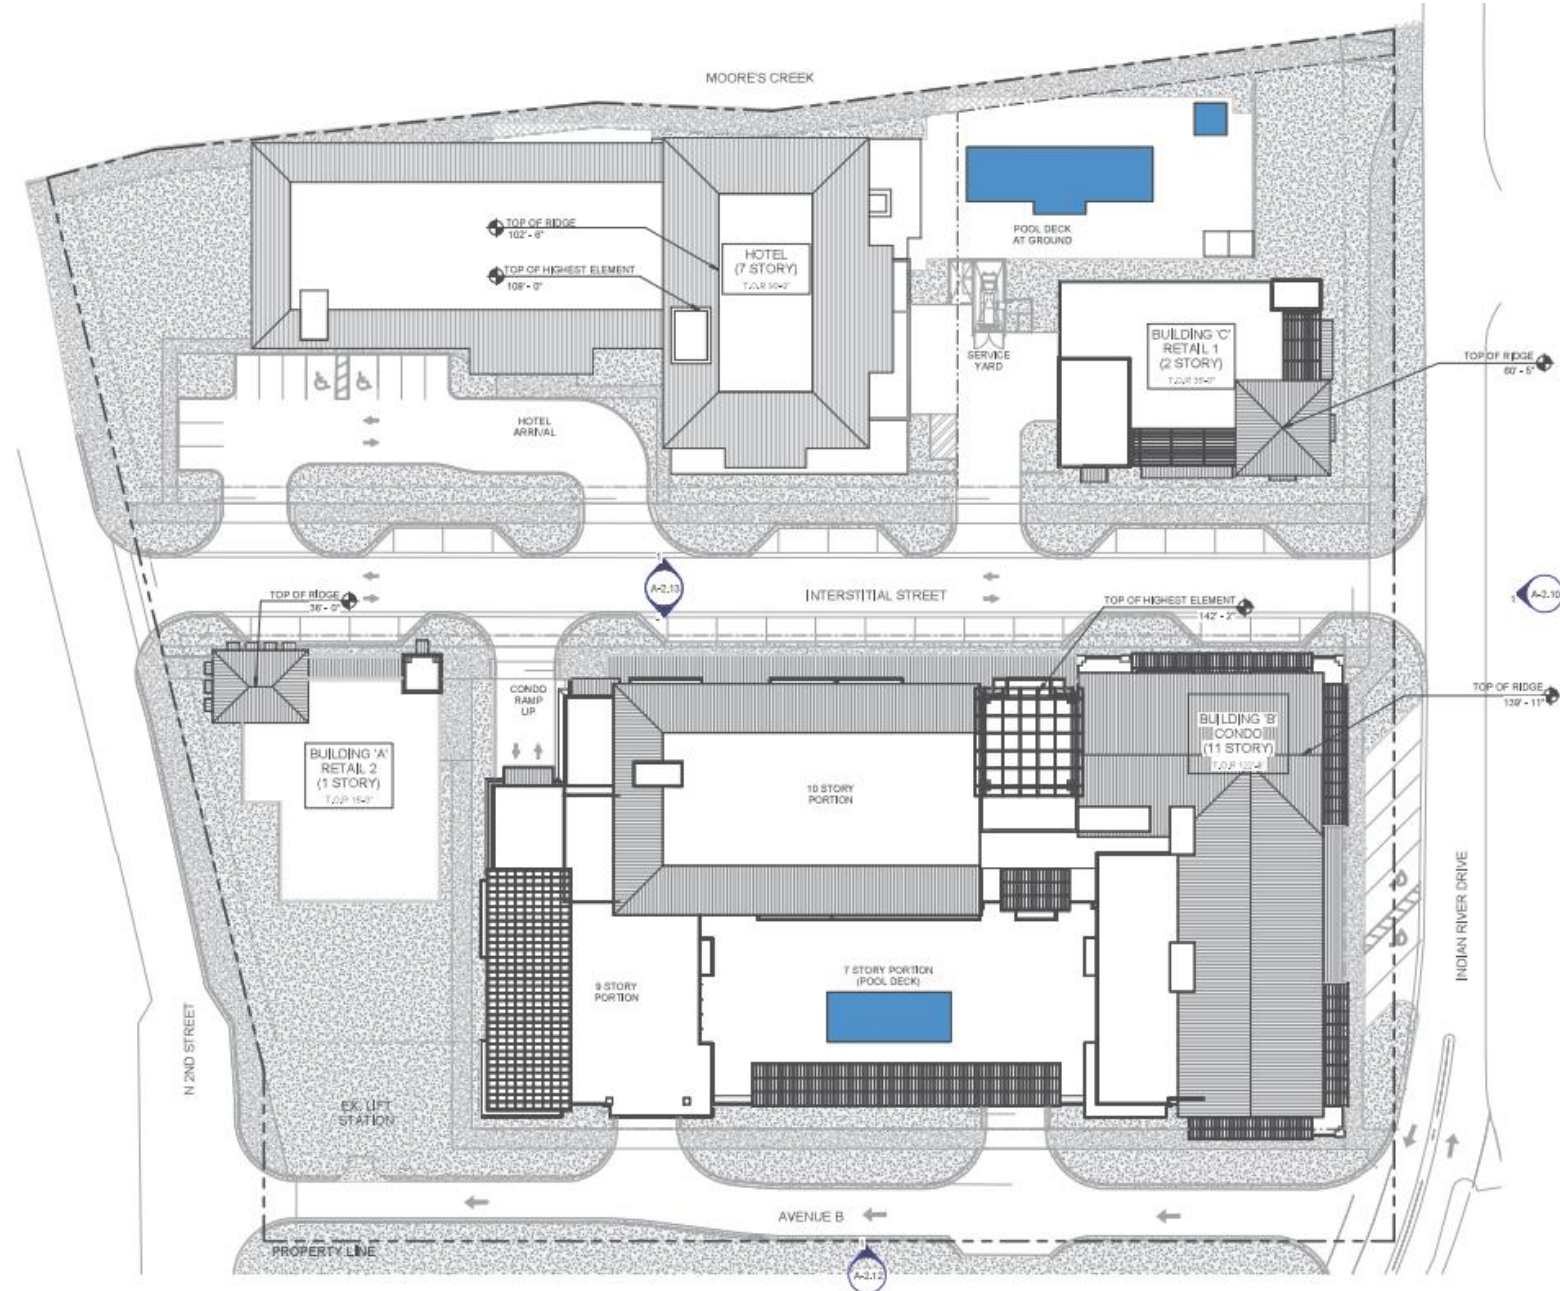 MOORE'S CREEK
TOP OF RIDGE
102' - 6"
TOP OF HIGHEST ELEMENT
108' - 0"
HOTEL
(7 STORY)
POOL DECK
AT GROUND
SERVICE
YARD
BUILDING 'C'
RETAIL 1
(2 STORY)
TOP OF RIDGE
60' - 5"
HOTEL
ARRIVAL
TOP OF RIDGE
36' - 0"
1
A-2.13
INTERSTITIAL STREET
TOP OF HIGHEST ELEMENT
142' - 2"
1
A-2.10
CONDO
RAMP
UP
BUILDING 'A'
RETAIL 2
(1 STORY)
10 STORY
PORTION
BUILDING 'B'
CONDO
(11 STORY)
TOP OF RIDGE
139' - 11"
9 STORY
PORTION
7 STORY PORTION
(POOL DECK)
INDIAN RIVER DRIVE
N 2ND STREET
EX. LIFT
STATION
AVENUE B
PROPERTY LINE
1
A-2.12